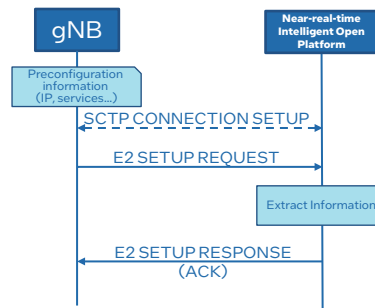 gNB
Near-real-time
Intelligent Open
Platform
Preconfiguration
information
(IP, services...)
SCTP CONNECTION SETUP
E2 SETUP REQUEST
Extract Information
E2 SETUP RESPONSE
(ACK)